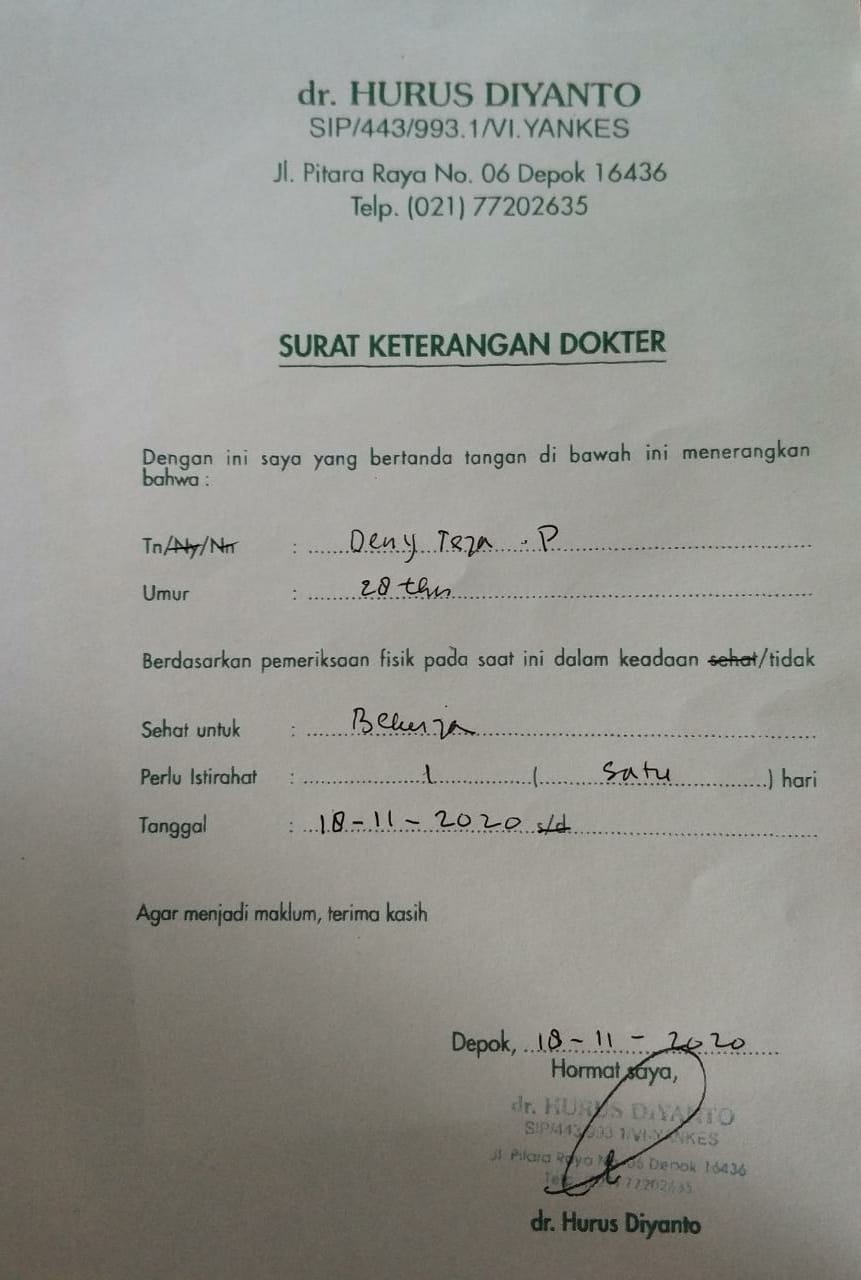 dr. HURUS DIYANTO
SIP/443/993.1/VI.YANKES
Jl. Pitara Raya No. 06 Depok 16436
Telp. (021) 77202635
SURAT KETERANGAN DOKTER
Dengan ini saya yang bertanda tangan di bawah ini menerangkan
bahwa :
Tn/Ny/Nn : Deny Teza . P
Umur : 28 thn
Berdasarkan pemeriksaan fisik pada saat ini dalam keadaan sehat/tidak
Sehat untuk : Bekerja
Perlu Istirahat : 1 ( Satu ) hari
Tanggal : 18-11-2020 s/d
Agar menjadi maklum, terima kasih
Depok, 18-11-2020
Hormat saya,
dr. HURUS DIYANTO
SIP/443/993.1/VI-YANKES
Jl. Pitara Raya No. 06 Depok 16436
77202635
dr. Hurus Diyanto